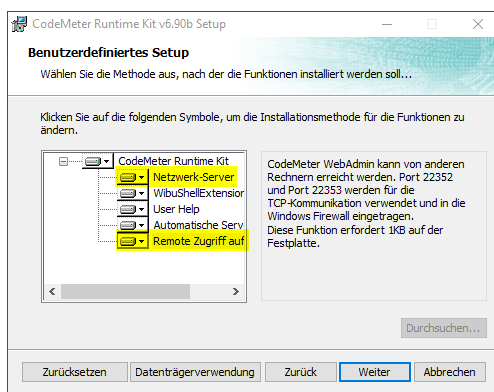 CodeMeter Runtime Kit v6.90b Setup
Benutzerdefiniertes Setup
Wählen Sie die Methode aus, nach der die Funktionen installiert werden soll...
Klicken Sie auf die folgenden Symbole, um die Installationsmethode für die Funktionen zu
ändern.
CodeMeter Runtime Kit
Netzwerk-Server
WibuShellExtension
User Help
Automatische Serv
Remote Zugriff auf
CodeMeter WebAdmin kann von anderen
Rechnern erreicht werden. Port 22352
und Port 22353 werden für die
TCP-Kommunikation verwendet und in die
Windows Firewall eingetragen.
Diese Funktion erfordert 1KB auf der
Festplatte.
Durchsuchen...
Zurücksetzen
Datenträgerverwendung
Zurück
Weiter
Abbrechen